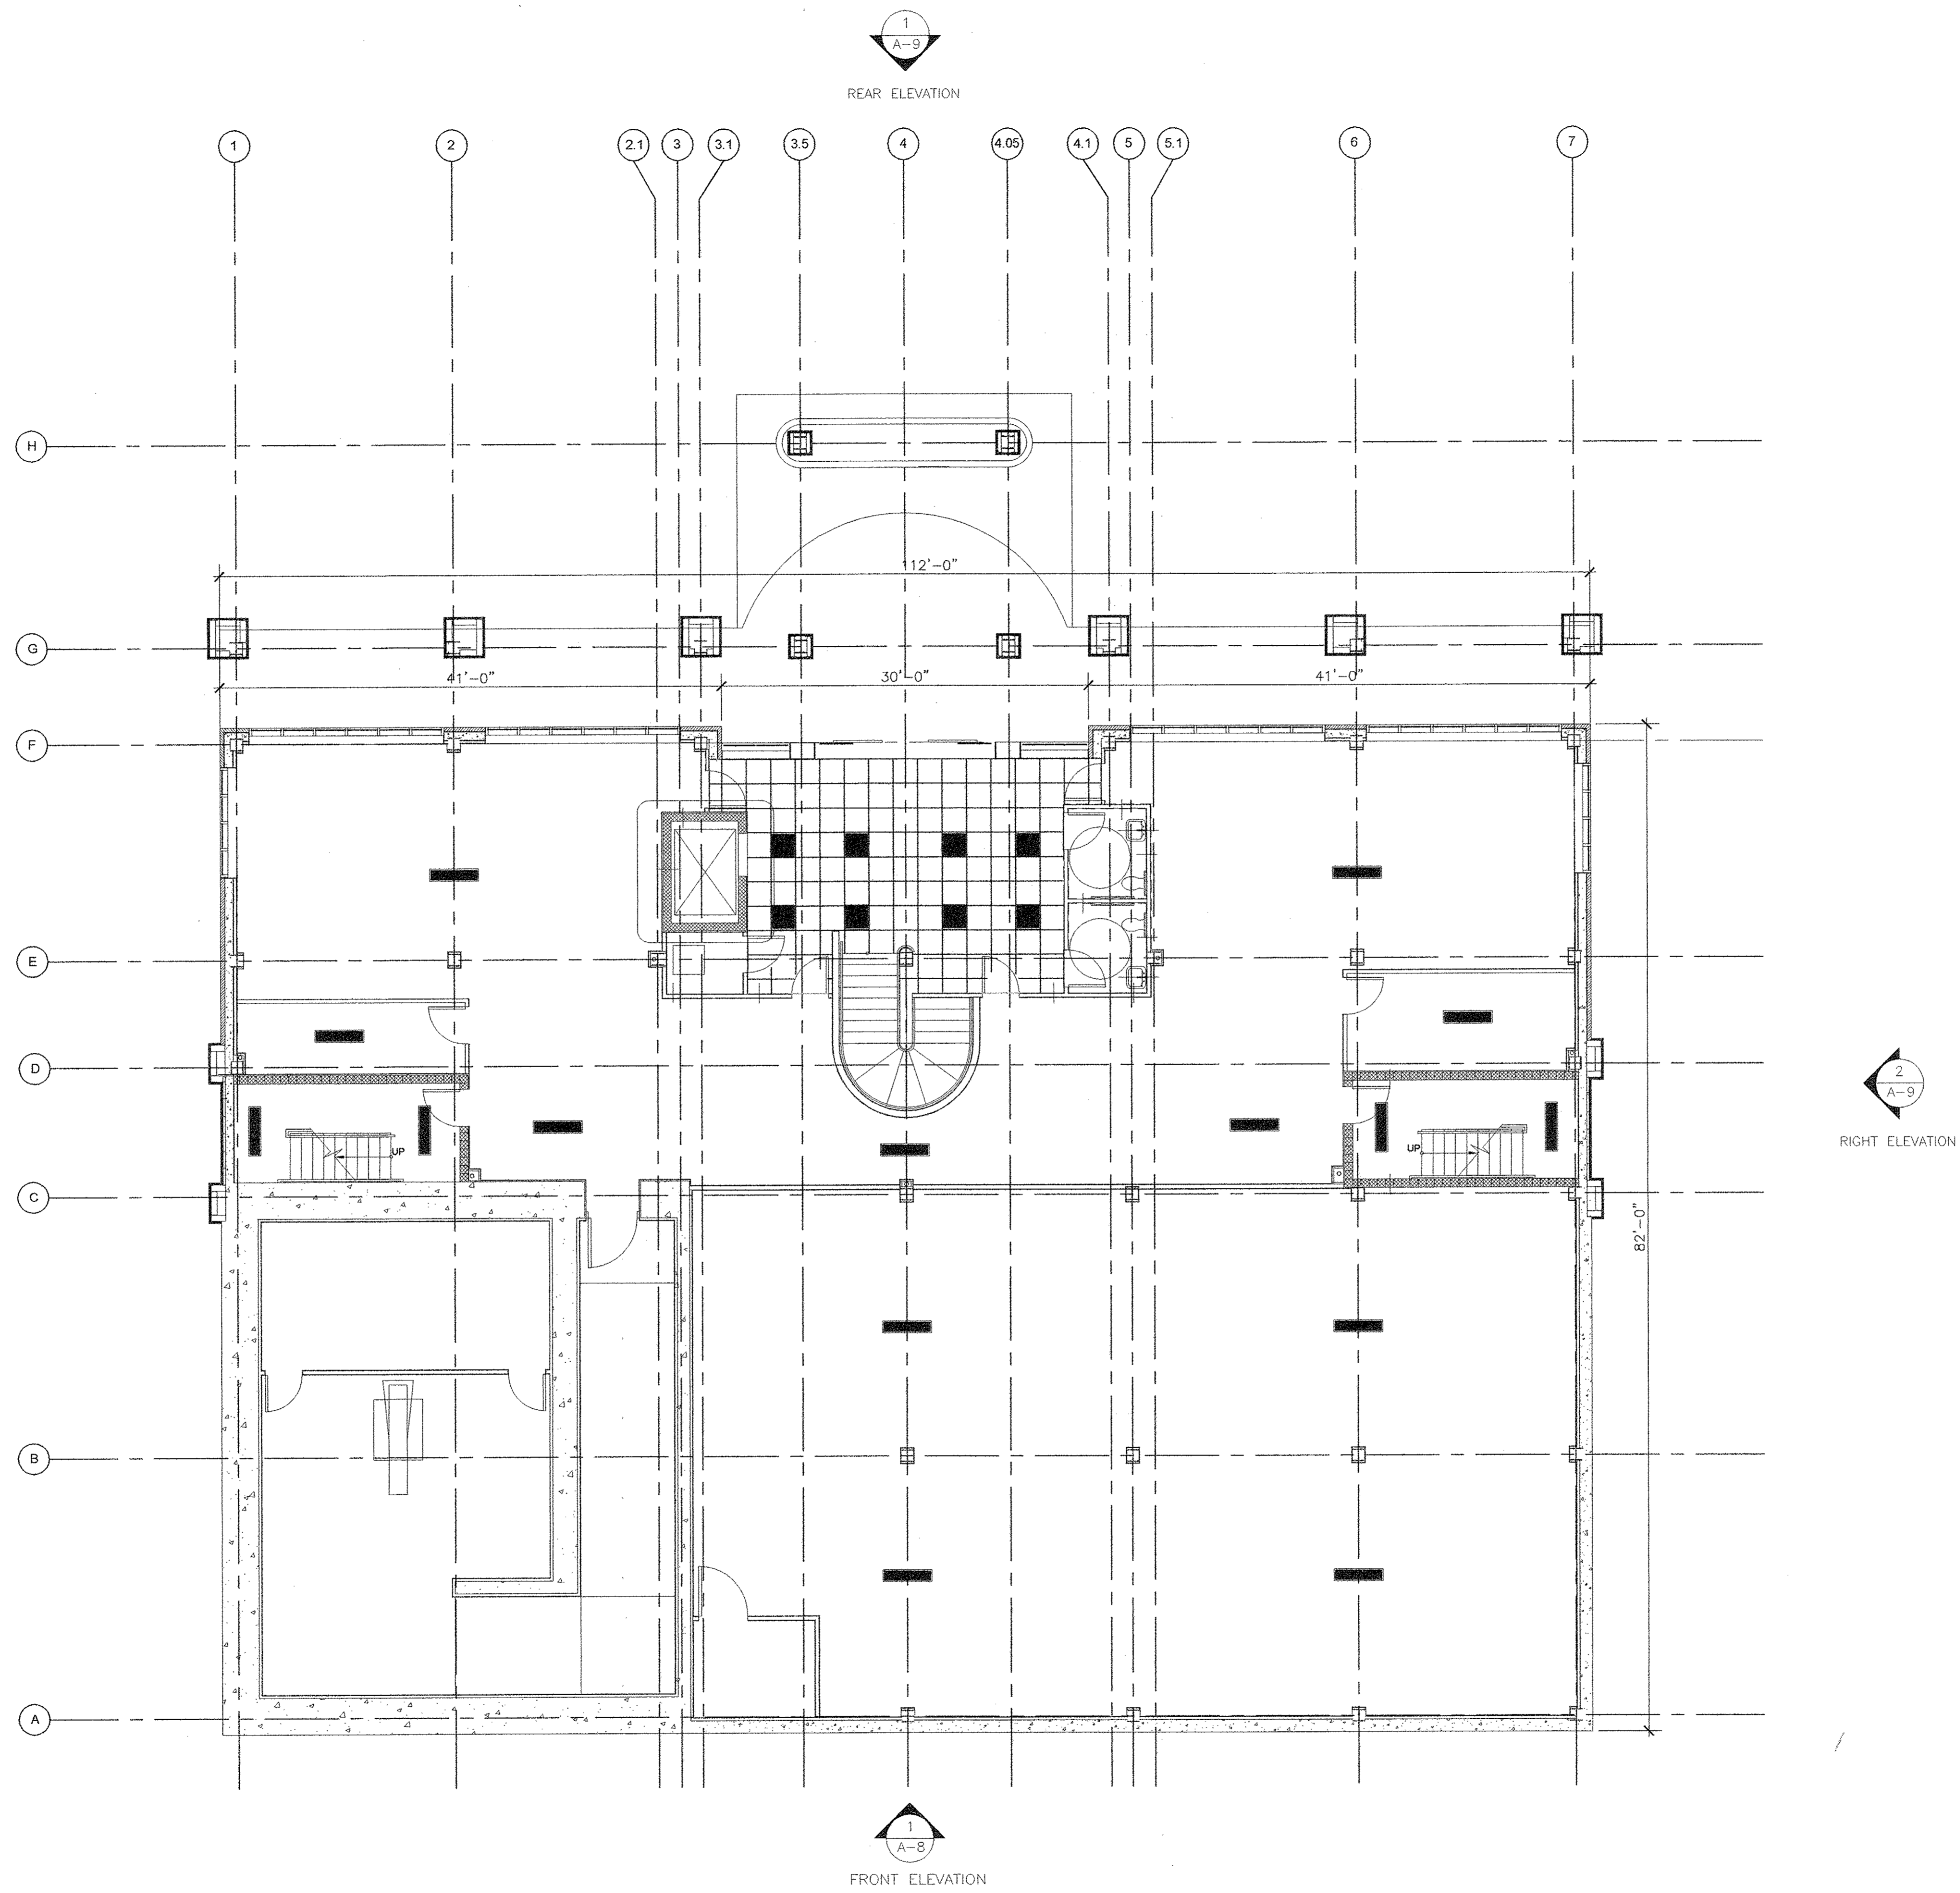 1
A-9
REAR ELEVATION
1 2 2.1 3 3.1 3.5 4 4.05 4.1 5 5.1 6 7
H
112'-0"
G
41'-0" 30'-0" 41'-0"
F
E
D
2
A-9
RIGHT ELEVATION
UP UP
C
82'-0"
B
A
1
A-8
FRONT ELEVATION